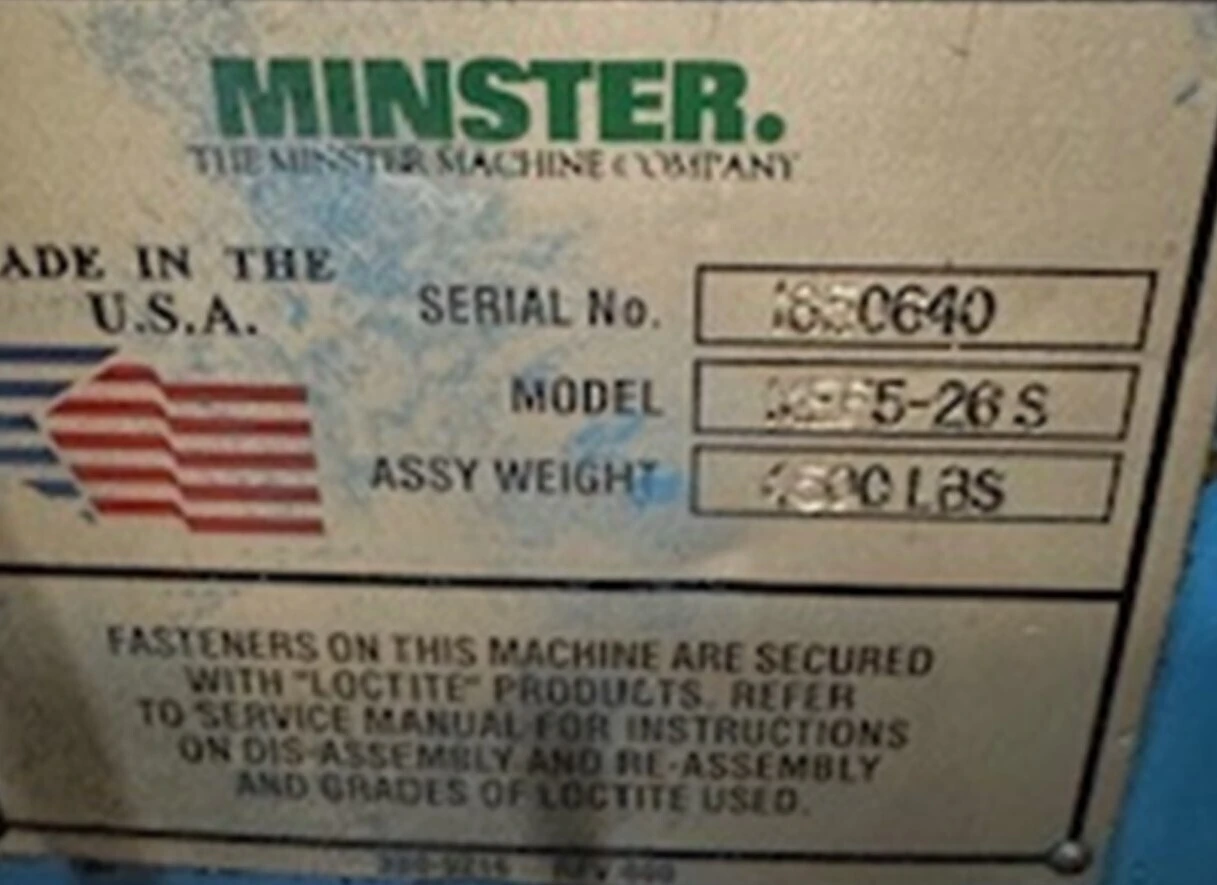 MINSTER.
THE MINSTER MACHINE COMPANY
ADE IN THE
U.S.A.
SERIAL No.
MODEL
ASSY WEIGHT LBS
FASTENERS ON THIS MACHINE ARE SECURED
WITH "LOCTITE" PRODUCTS. REFER
TO SERVICE MANUAL FOR INSTRUCTIONS
ON DIS-ASSEMBLY AND RE-ASSEMBLY
AND GRADES OF LOCTITE USED.